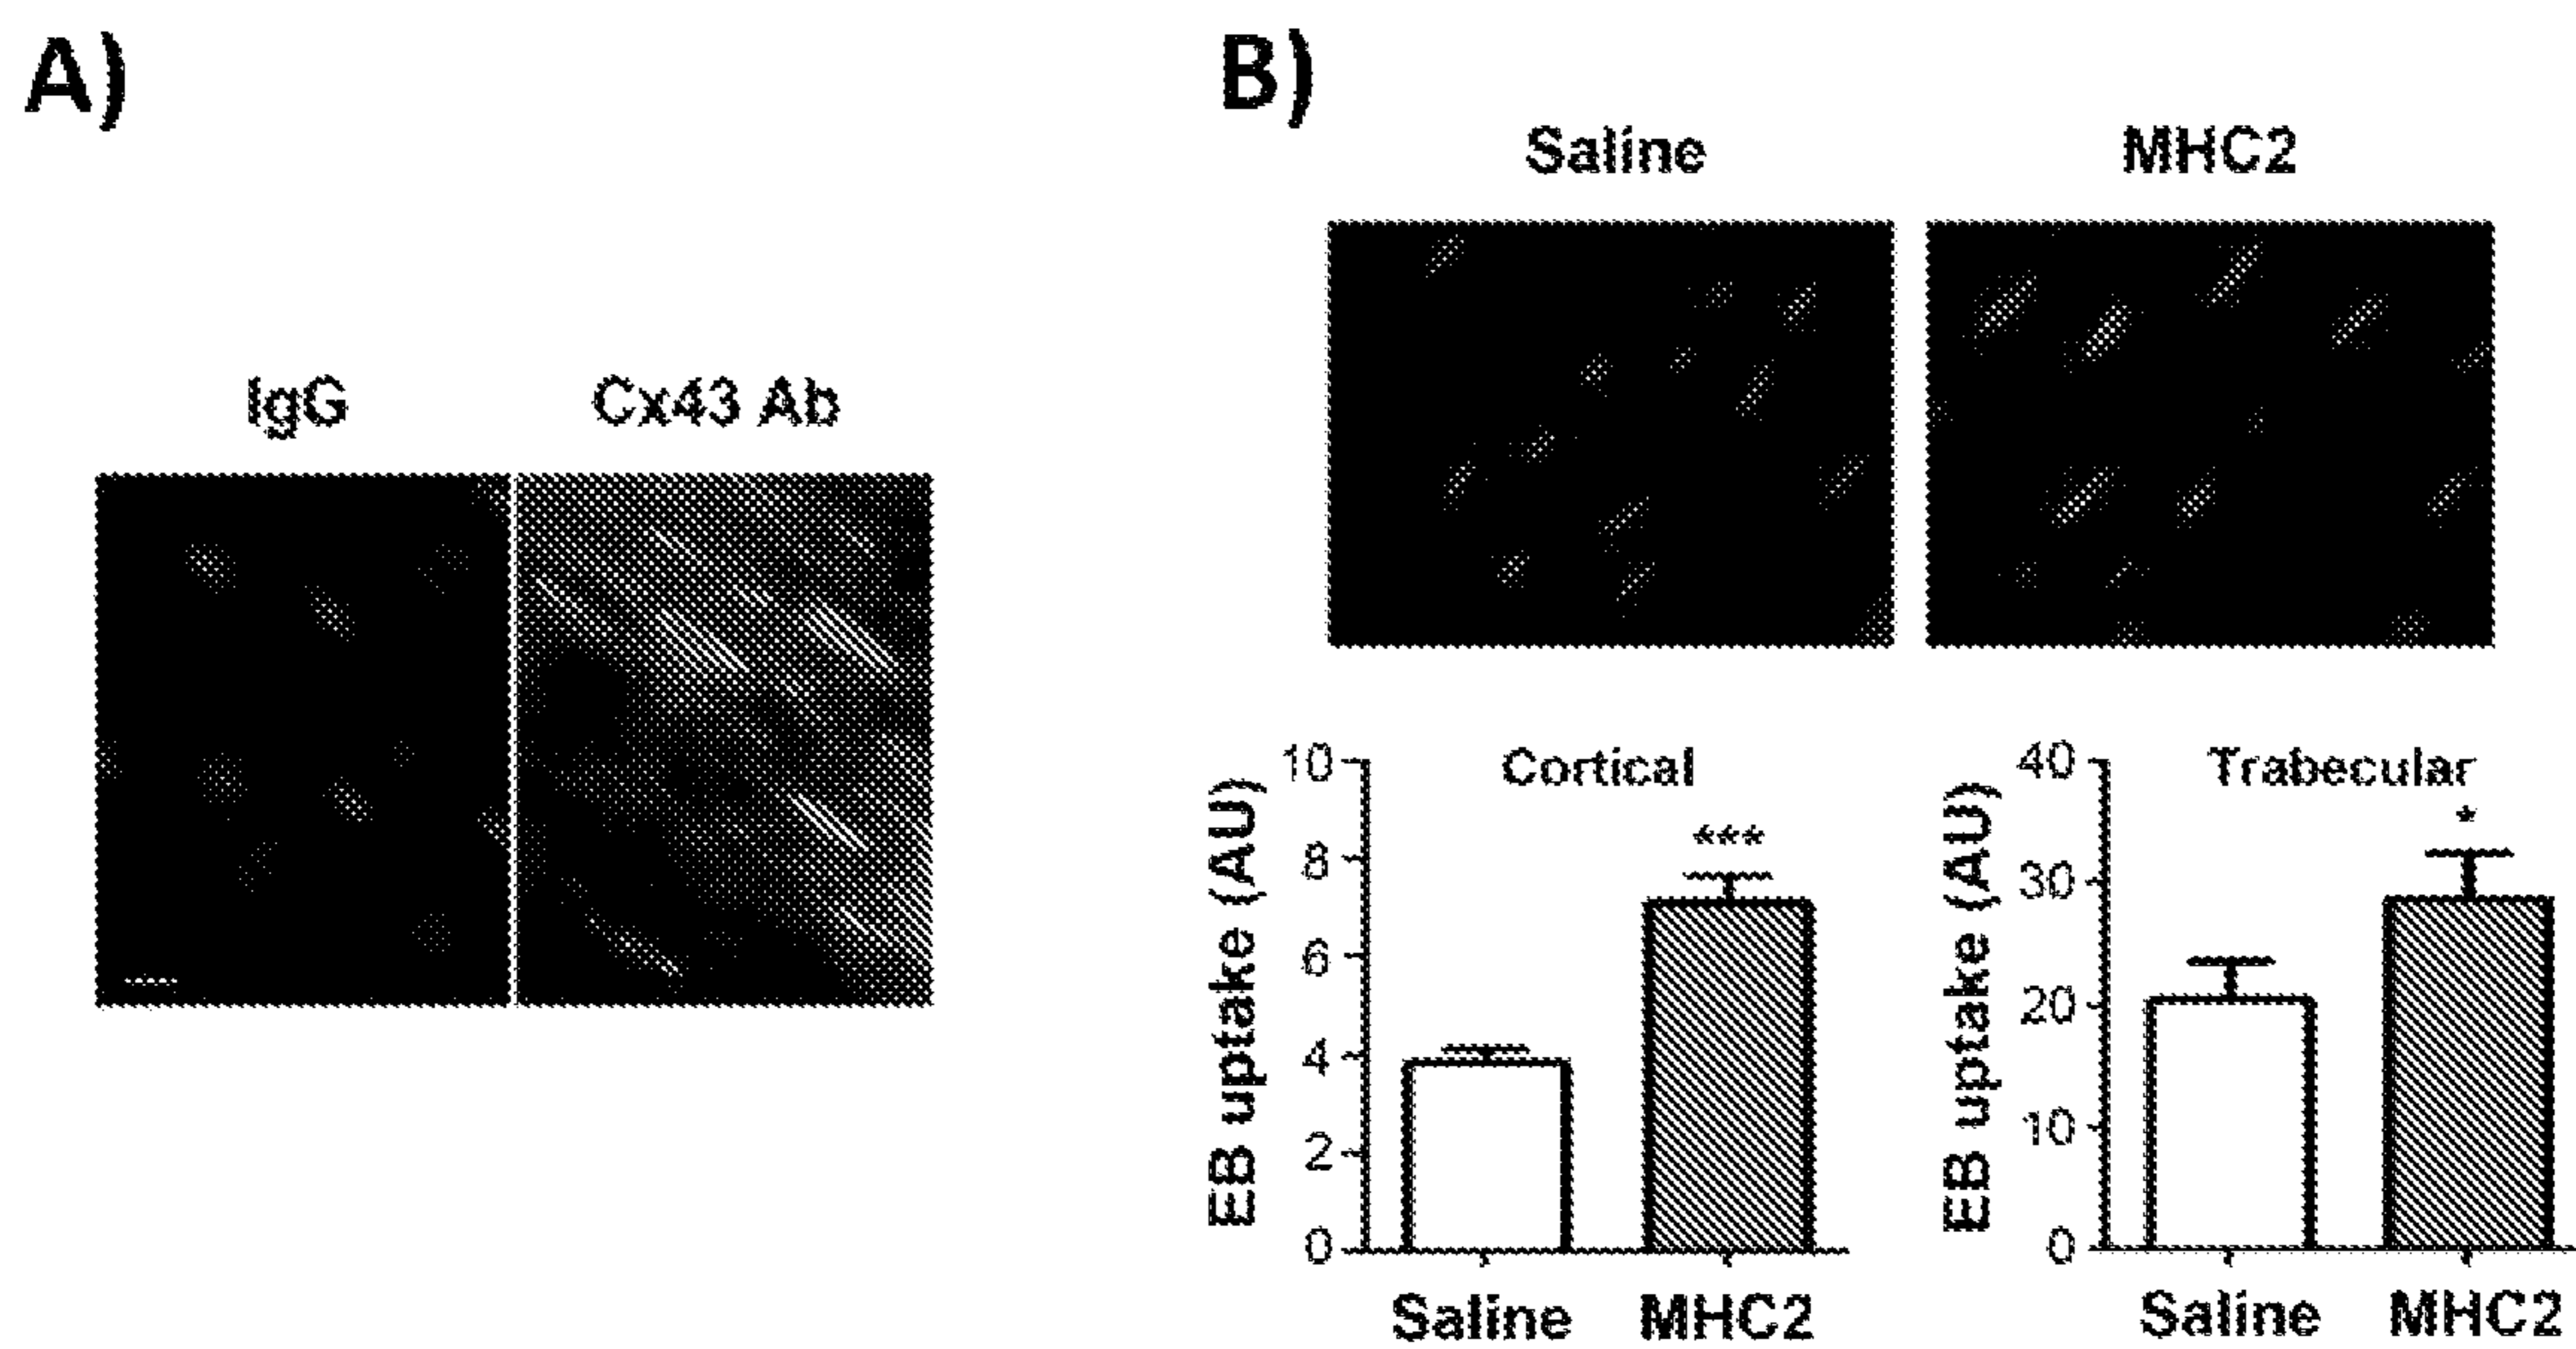 A)
IgG Cx43 Ab
B)
Saline MHC2
Cortical
EB uptake (AU)
10
8
6
4
2
0
***
Saline MHC2
Trabecular
EB uptake (AU)
40
30
20
10
0
*
Saline MHC2